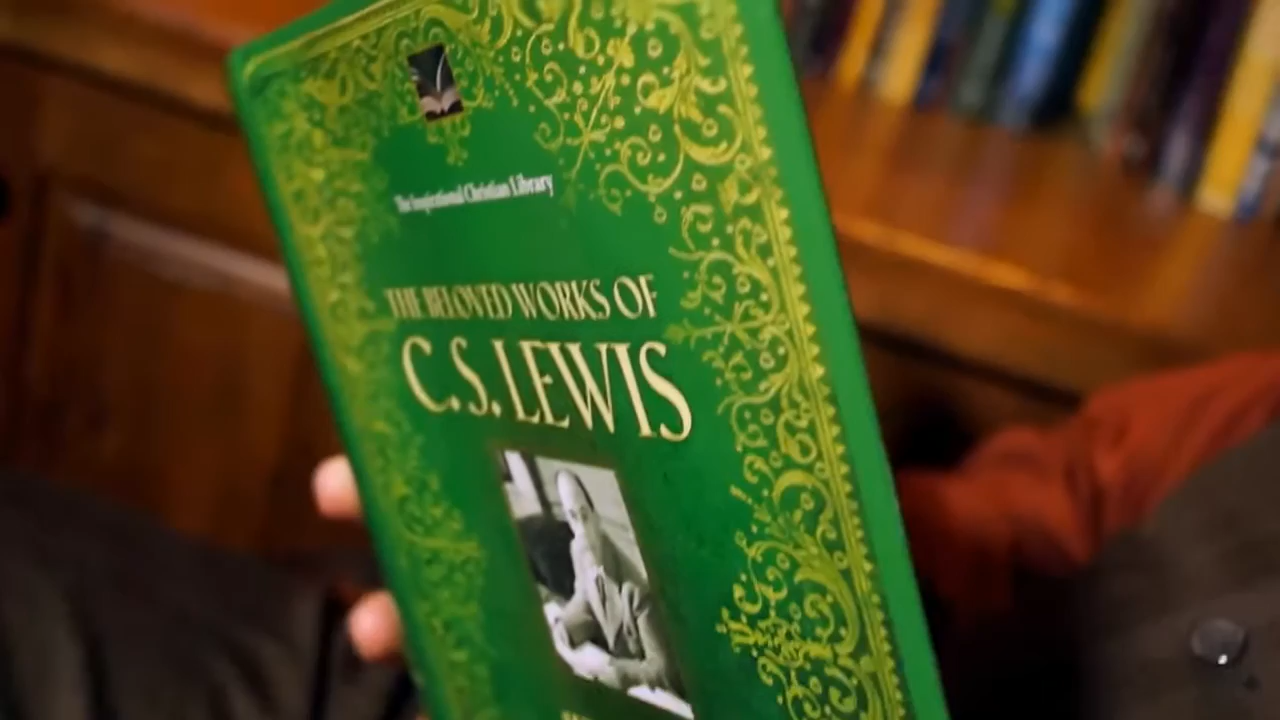 The Inspirational Christian Library
THE BELOVED WORKS OF
C.S. LEWIS